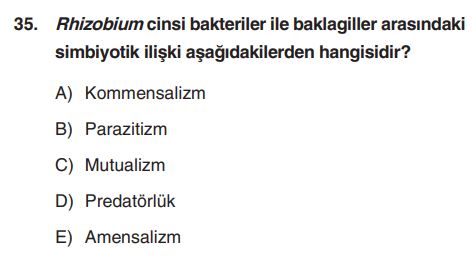 35. Rhizobium cinsi bakteriler ile baklagiller arasındaki
simbiyotik ilişki aşağıdakilerden hangisidir?
A) Kommensalizm
B) Parazitizm
C) Mutualizm
D) Predatörlük
E) Amensalizm